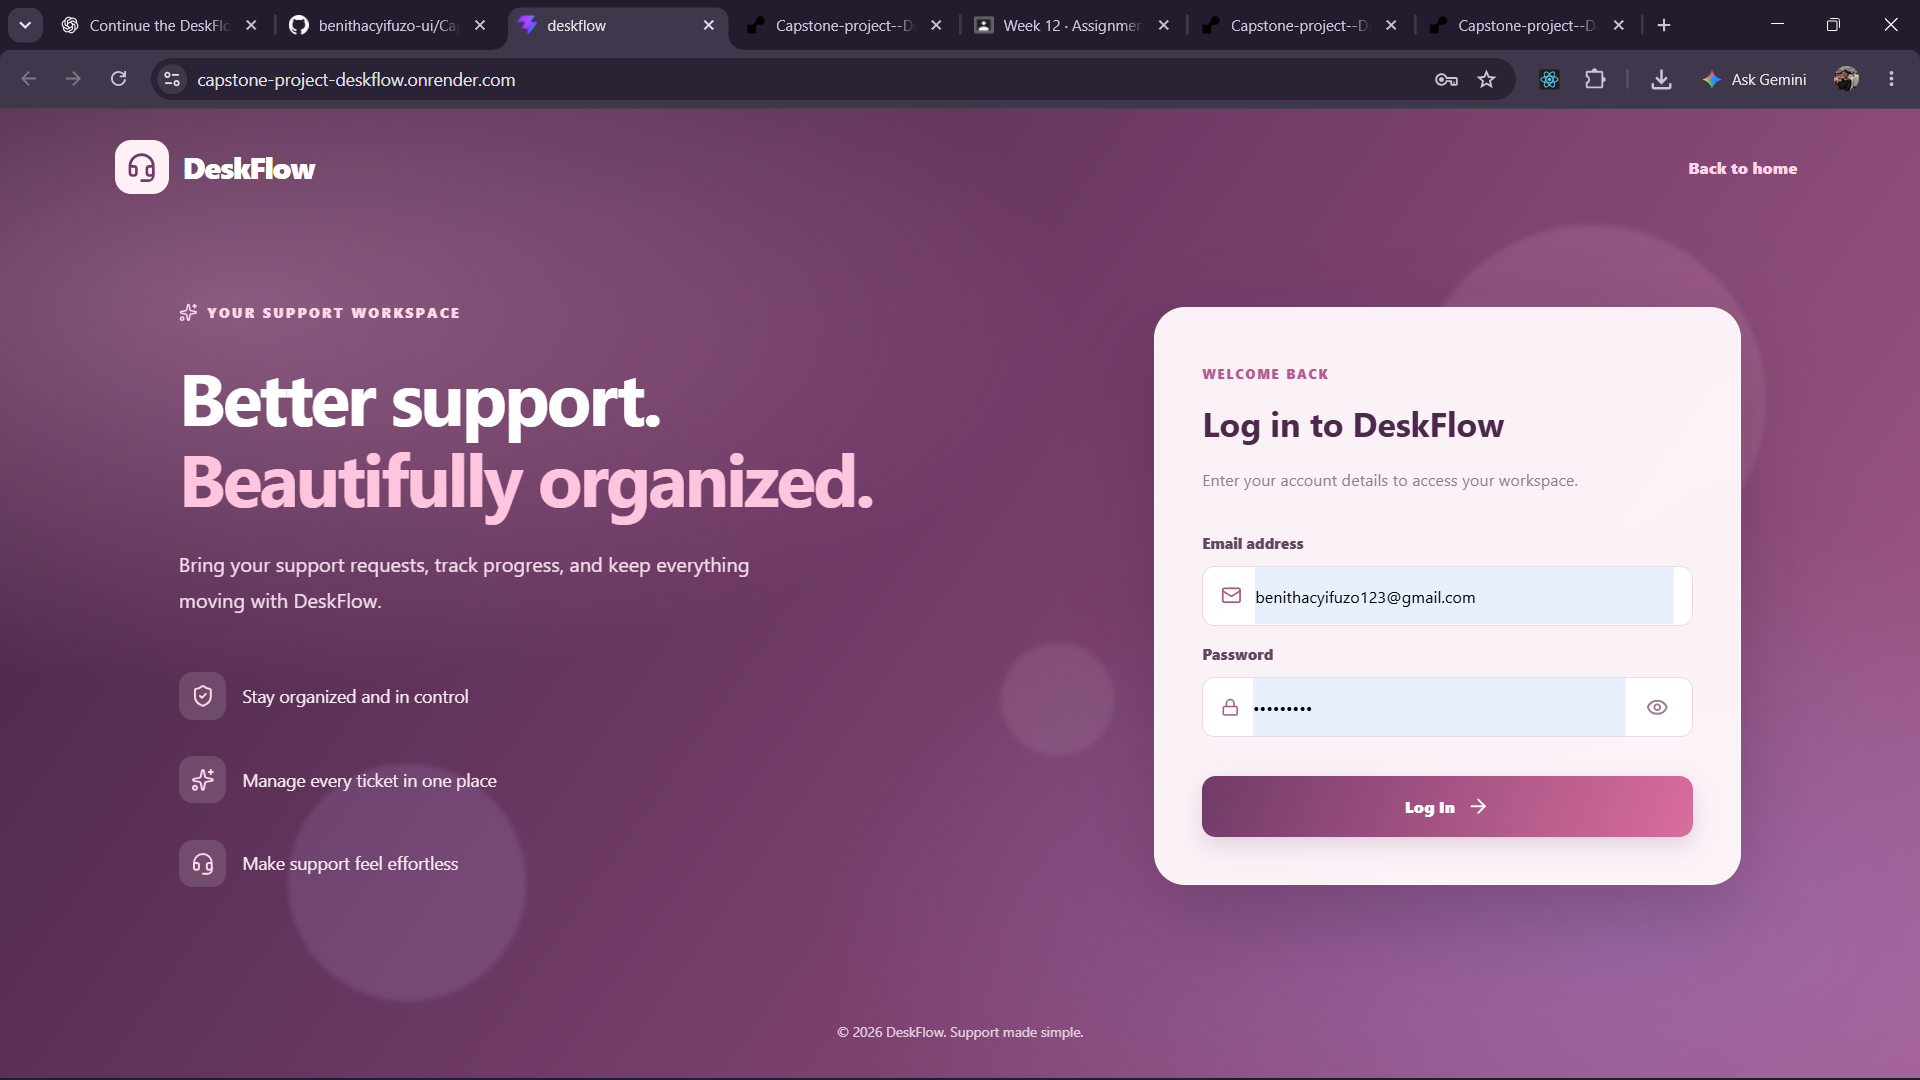 Continue the DeskFlo
benithacyifuzo-ui/Ca
deskflow
Capstone-project--D
Week 12 · Assignmen
Capstone-project--D
Capstone-project--D
capstone-project-deskflow.onrender.com
Ask Gemini
DeskFlow
Back to home
YOUR SUPPORT WORKSPACE
Better support.
Beautifully organized.
Bring your support requests, track progress, and keep everything
moving with DeskFlow.
Stay organized and in control
Manage every ticket in one place
Make support feel effortless
WELCOME BACK
Log in to DeskFlow
Enter your account details to access your workspace.
Email address
benithacyifuzo123@gmail.com
Password
•••••••••
Log In
© 2026 DeskFlow. Support made simple.